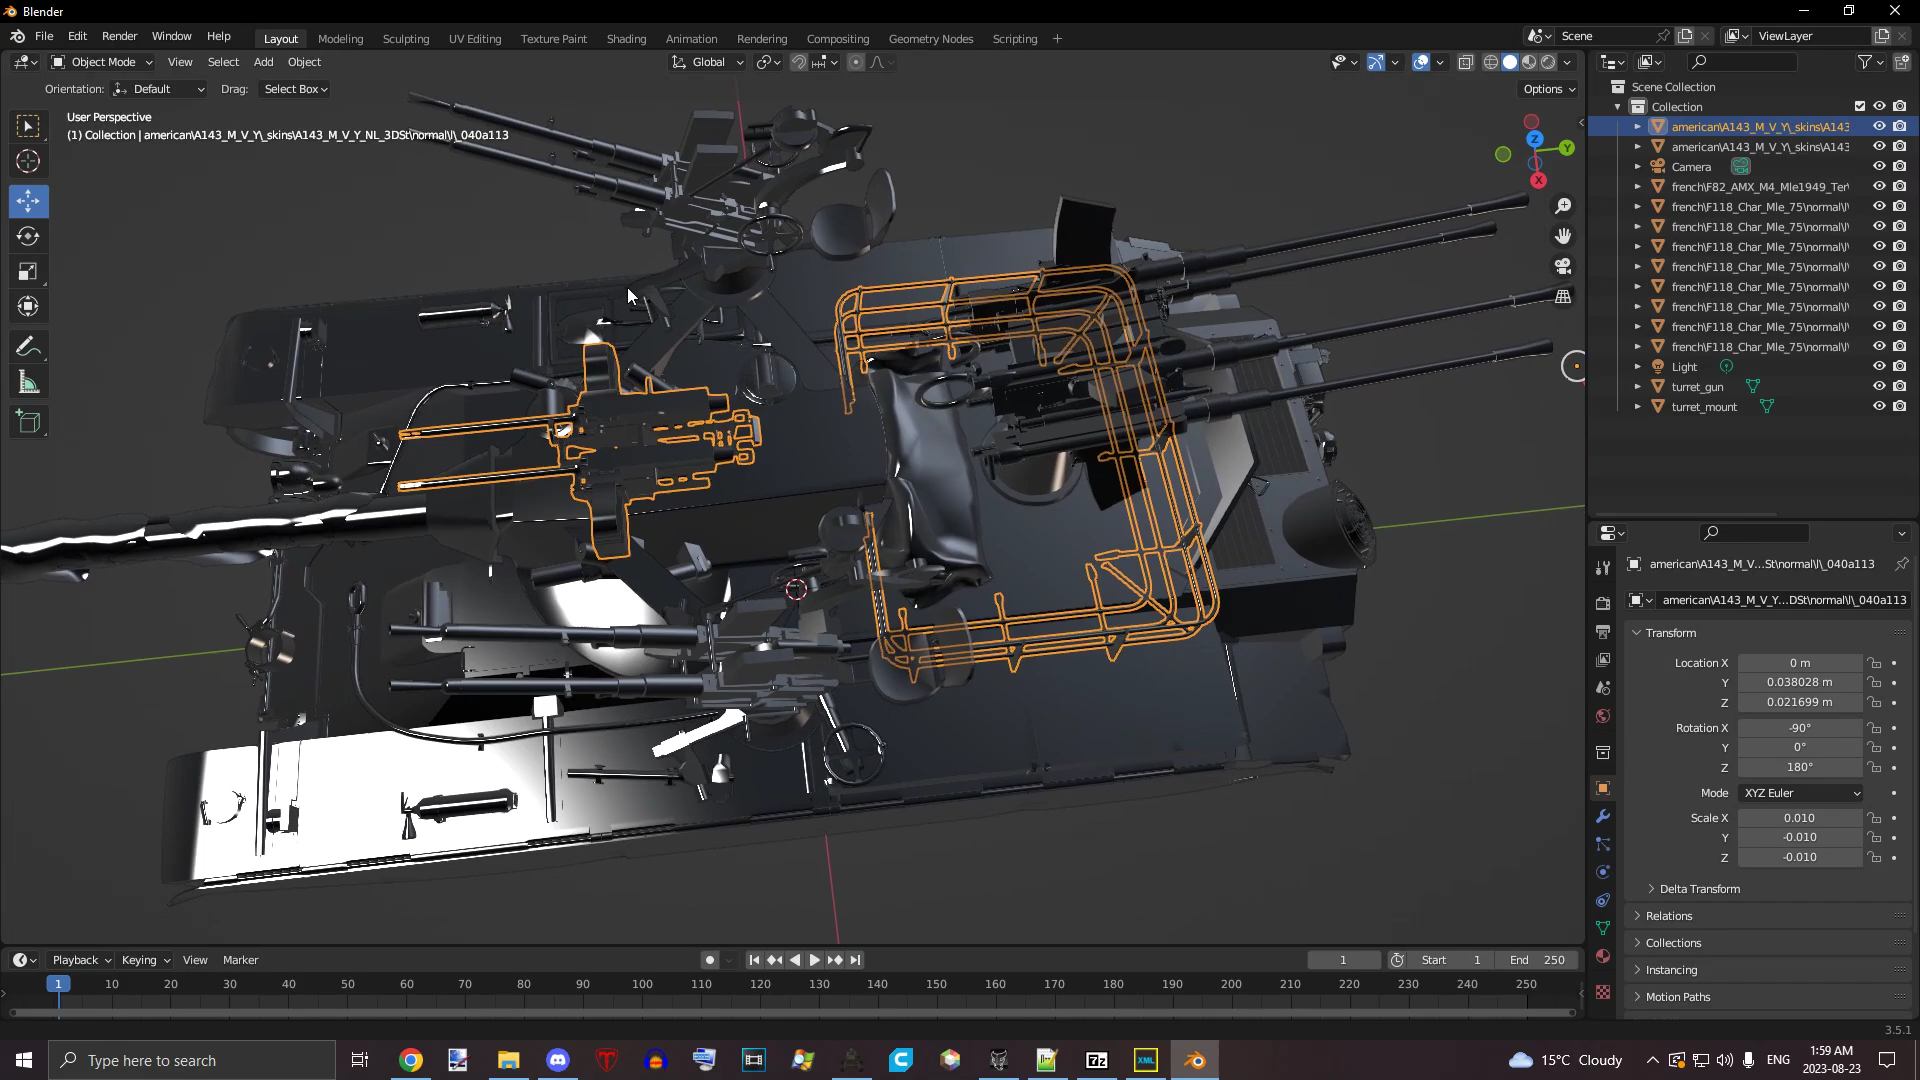 Blender
File Edit Render Window Help
Layout Modeling Sculpting UV Editing Texture Paint Shading Animation Rendering Compositing Geometry Nodes Scripting +
Scene
ViewLayer
Object Mode View Select Add Object
Global
Orientation: Default Drag: Select Box
Options
User Perspective
(1) Collection | american\A143_M_V_Y\_skins\A143_M_V_Y_NL_3DSt\normal\l\_040a113
Z
Y
X
Scene Collection
Collection
american\A143_M_V_Y\_skins\A143
american\A143_M_V_Y\_skins\A143
Camera
french\F82_AMX_M4_Mle1949_Ter\
french\F118_Char_Mle_75\normal\l\
french\F118_Char_Mle_75\normal\l\
french\F118_Char_Mle_75\normal\l\
french\F118_Char_Mle_75\normal\l\
french\F118_Char_Mle_75\normal\l\
french\F118_Char_Mle_75\normal\l\
french\F118_Char_Mle_75\normal\l\
french\F118_Char_Mle_75\normal\l\
Light
turret_gun
turret_mount
american\A143_M_V...St\normal\l\_040a113
american\A143_M_V_Y...DSt\normal\l\_040a113
Transform
Location X 0 m
Y 0.038028 m
Z 0.021699 m
Rotation X -90°
Y 0°
Z 180°
Mode XYZ Euler
Scale X 0.010
Y -0.010
Z -0.010
Delta Transform
Relations
Collections
Instancing
Motion Paths
Playback Keying View Marker
1 Start 1 End 250
1 10 20 30 40 50 60 70 80 90 100 110 120 130 140 150 160 170 180 190 200 210 220 230 240 250
3.5.1
Type here to search
7z
XML
15°C Cloudy
ENG
1:59 AM
2023-08-23